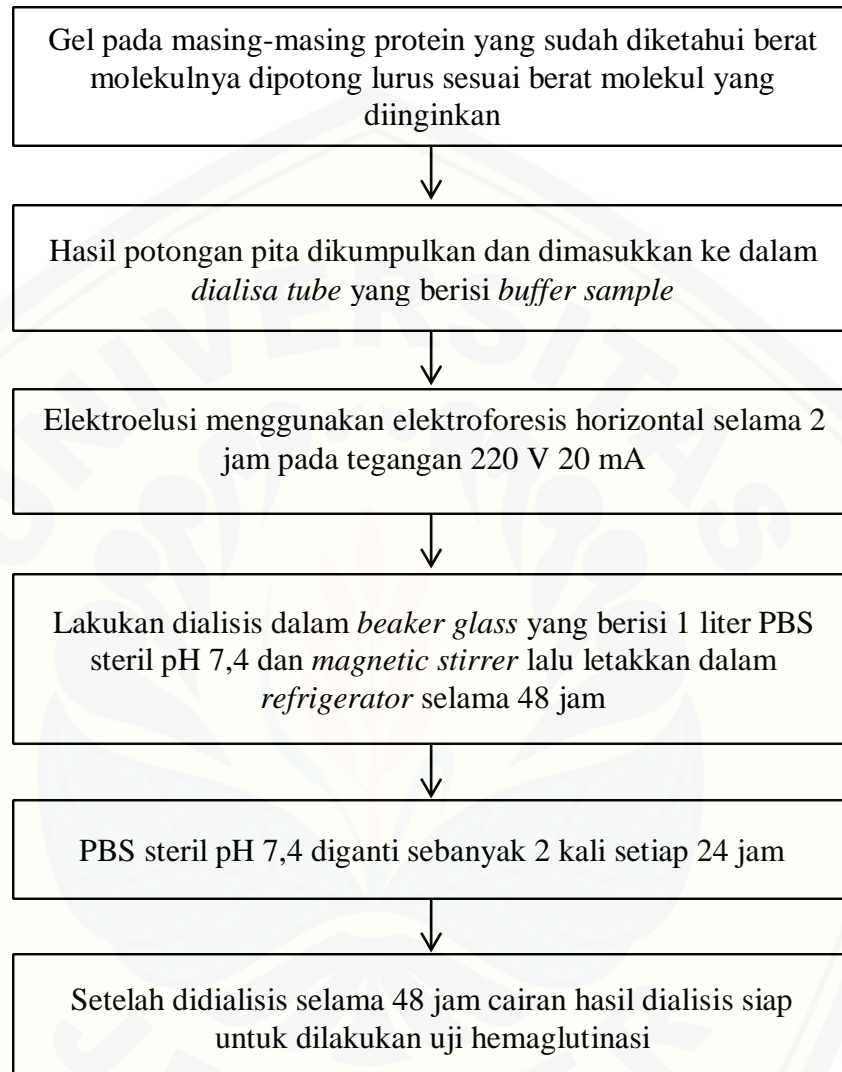 Gel pada masing-masing protein yang sudah diketahui berat
molekulnya dipotong lurus sesuai berat molekul yang
diinginkan
Hasil potongan pita dikumpulkan dan dimasukkan ke dalam
dialisa tube yang berisi buffer sample
Elektroelusi menggunakan elektroforesis horizontal selama 2
jam pada tegangan 220 V 20 mA
Lakukan dialisis dalam beaker glass yang berisi 1 liter PBS
steril pH 7,4 dan magnetic stirrer lalu letakkan dalam
refrigerator selama 48 jam
PBS steril pH 7,4 diganti sebanyak 2 kali setiap 24 jam
Setelah didialisis selama 48 jam cairan hasil dialisis siap
untuk dilakukan uji hemaglutinasi
UNIVERSITAS